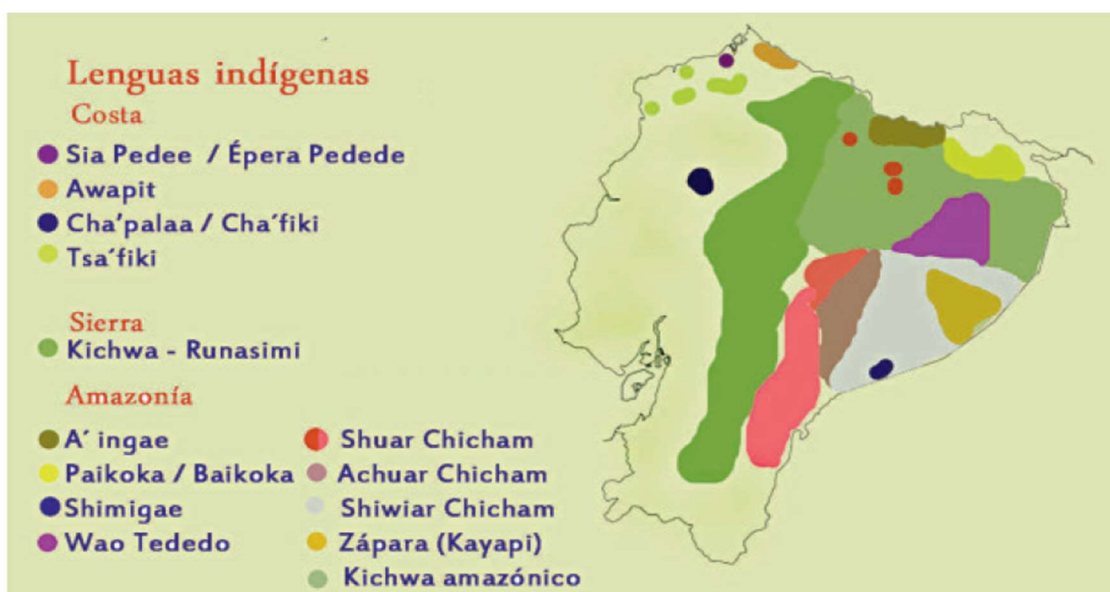 Lenguas indígenas
Costa
Sia Pedee / Épera Pedede
Awapit
Cha'palaa / Cha´fiki
Tsa´fiki
Sierra
Kichwa - Runasimi
Amazonía
A´ ingae
Paikoka / Baikoka
Shimigae
Wao Tededo
Shuar Chicham
Achuar Chicham
Shiwiar Chicham
Zápara (Kayapi)
Kichwa amazónico